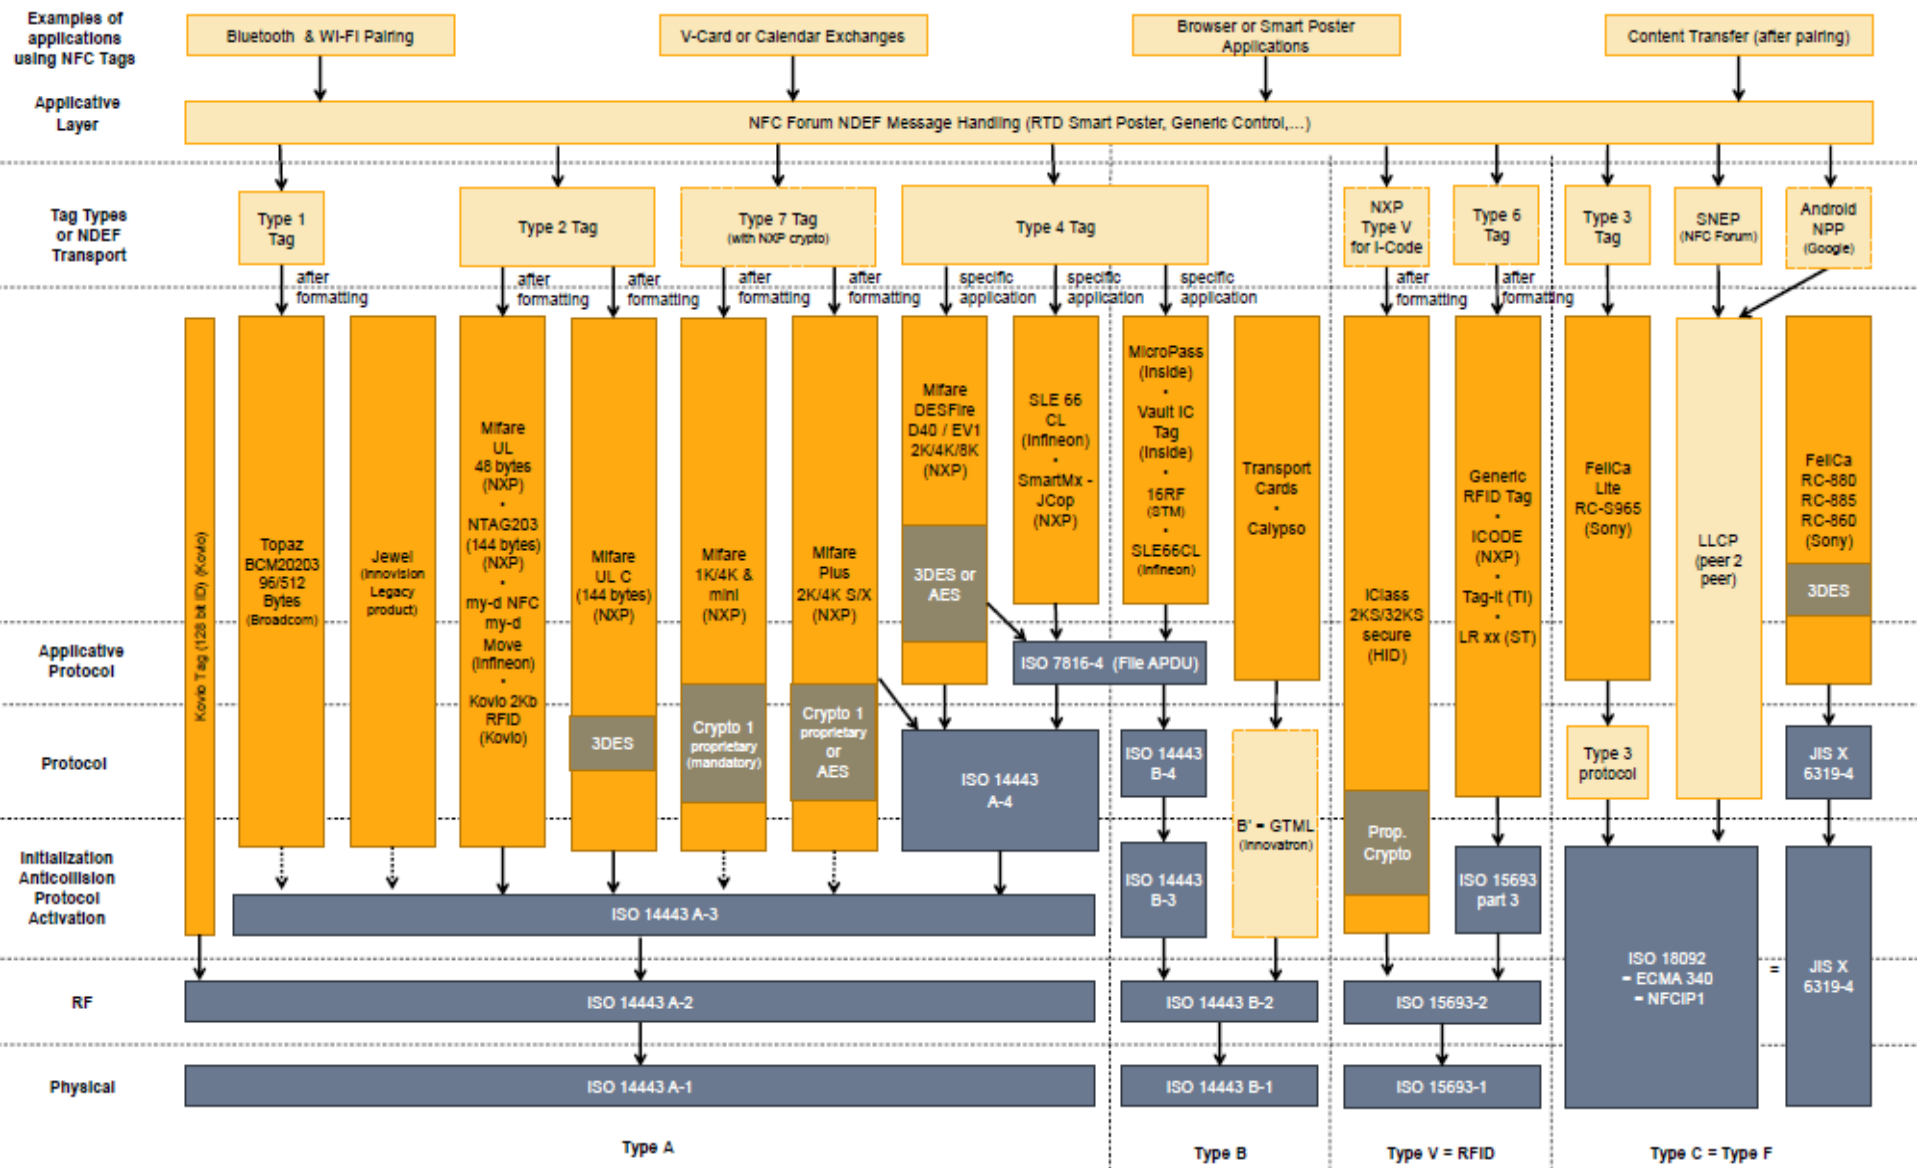 Examples of
applications
using NFC Tags
Bluetooth & WI-FI Pairing
V-Card or Calendar Exchanges
Browser or Smart Poster
Applications
Content Transfer (after pairing)
Applicative
Layer
NFC Forum NDEF Message Handling (RTD Smart Poster, Generic Control,...)
Tag Types
or NDEF
Transport
Type 1
Tag
Type 2 Tag
Type 7 Tag
(with NXP crypto)
Type 4 Tag
NXP
Type V
for I-Code
Type 6
Tag
Type 3
Tag
SNEP
(NFC Forum)
Android
NPP
(Google)
after
formatting
after
formatting
after
formatting
after
formatting
after
formatting
specific
application
specific
application
specific
application
after
formatting
after
formatting
Kovio Tag (128 bit ID) (Kovio)
Topaz
BCM20203
96/512
Bytes
(Broadcom)
Jewel
(Innovision
Legacy
product)
Mifare
UL
48 bytes
(NXP)
•
NTAG203
(144 bytes)
(NXP)
•
my-d NFC
my-d
Move
(Infineon)
•
Kovio 2Kb
RFID
(Kovio)
Mifare
UL C
(144 bytes)
(NXP)
3DES
Mifare
1K/4K &
mini
(NXP)
Crypto 1
proprietary
(mandatory)
Mifare
Plus
2K/4K S/X
(NXP)
Crypto 1
proprietary
or
AES
Mifare
DESFire
D40 / EV1
2K/4K/8K
(NXP)
3DES or
AES
SLE 66
CL
(Infineon)
•
SmartMx -
JCop
(NXP)
MicroPass
(Inside)
•
Vault IC
Tag
(Inside)
•
16RF
(STM)
•
SLE66CL
(Infineon)
Transport
Cards
•
Calypso
iClass
2KS/32KS
secure
(HID)
Prop.
Crypto
Generic
RFID Tag
•
ICODE
(NXP)
•
Tag-It (TI)
•
LR xx (ST)
FeliCa
Lite
RC-S965
(Sony)
LLCP
(peer 2
peer)
FeliCa
RC-880
RC-885
RC-860
(Sony)
3DES
Applicative
Protocol
ISO 7816-4 (File APDU)
Protocol
ISO 14443
A-4
ISO 14443
B-4
B' = GTML
(Innovatron)
Type 3
protocol
JIS X
6319-4
Initialization
Anticollision
Protocol
Activation
ISO 14443 A-3
ISO 14443
B-3
ISO 15693
part 3
ISO 18092
= ECMA 340
= NFCIP1
=
JIS X
6319-4
RF
ISO 14443 A-2
ISO 14443 B-2
ISO 15693-2
Physical
ISO 14443 A-1
ISO 14443 B-1
ISO 15693-1
Type A
Type B
Type V = RFID
Type C = Type F